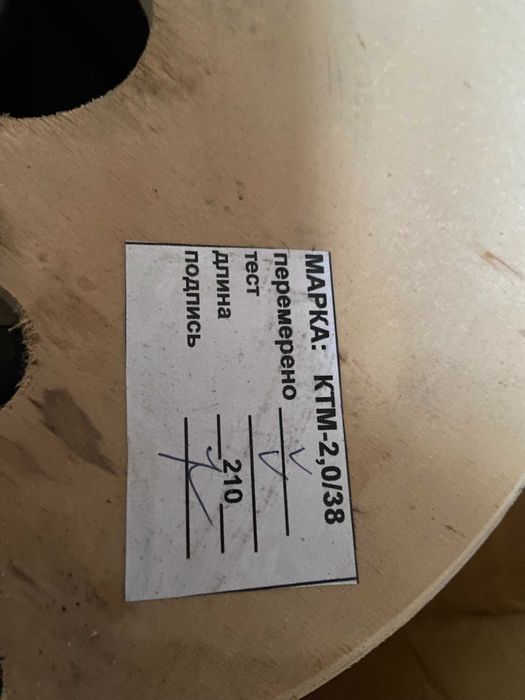 МАРКА: КТМ-2,0/38
перемерено
тест
длина 210
подпись